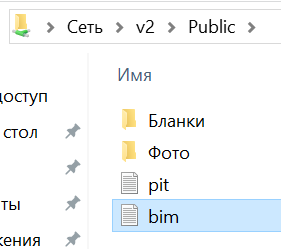 Сеть > v2 > Public >
Имя
доступ
Бланки
стол
Фото
pit
ты
bim
жения